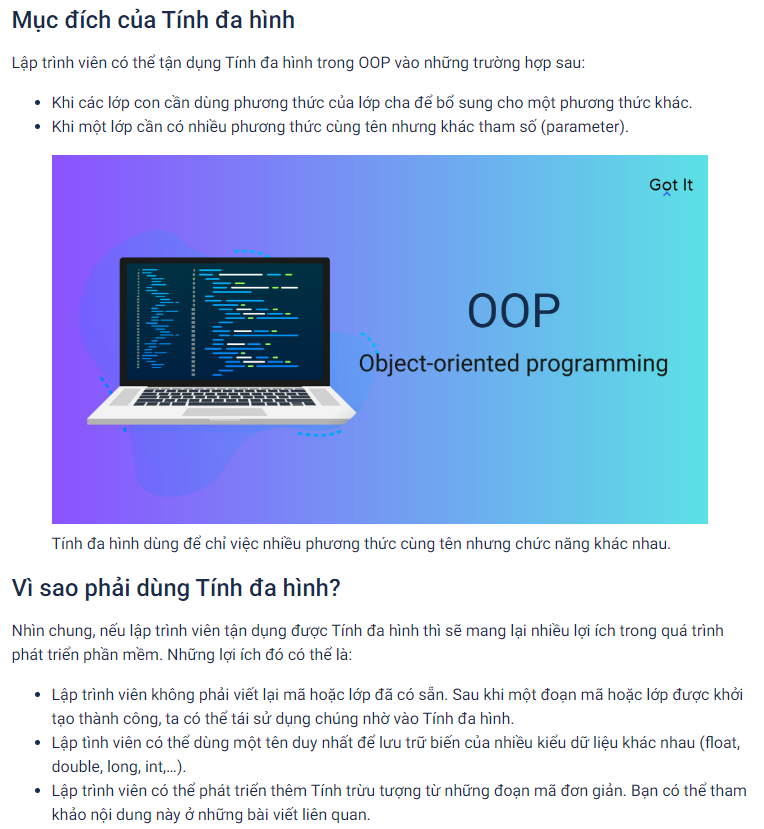 Mục đích của Tính đa hình
Lập trình viên có thể tận dụng Tính đa hình trong OOP vào những trường hợp sau:
• Khi các lớp con cần dùng phương thức của lớp cha để bổ sung cho một phương thức khác.
• Khi một lớp cần có nhiều phương thức cùng tên nhưng khác tham số (parameter).
Got It
OOP
Object-oriented programming
Tính đa hình dùng để chỉ việc nhiều phương thức cùng tên nhưng chức năng khác nhau.
Vì sao phải dùng Tính đa hình?
Nhìn chung, nếu lập trình viên tận dụng được Tính đa hình thì sẽ mang lại nhiều lợi ích trong quá trình
phát triển phần mềm. Những lợi ích đó có thể là:
• Lập trình viên không phải viết lại mã hoặc lớp đã có sẵn. Sau khi một đoạn mã hoặc lớp được khởi
tạo thành công, ta có thể tái sử dụng chúng nhờ vào Tính đa hình.
• Lập tình viên có thể dùng một tên duy nhất để lưu trữ biến của nhiều kiểu dữ liệu khác nhau (float,
double, long, int,…).
• Lập trình viên có thể phát triển thêm Tính trừu tượng từ những đoạn mã đơn giản. Bạn có thể tham
khảo nội dung này ở những bài viết liên quan.